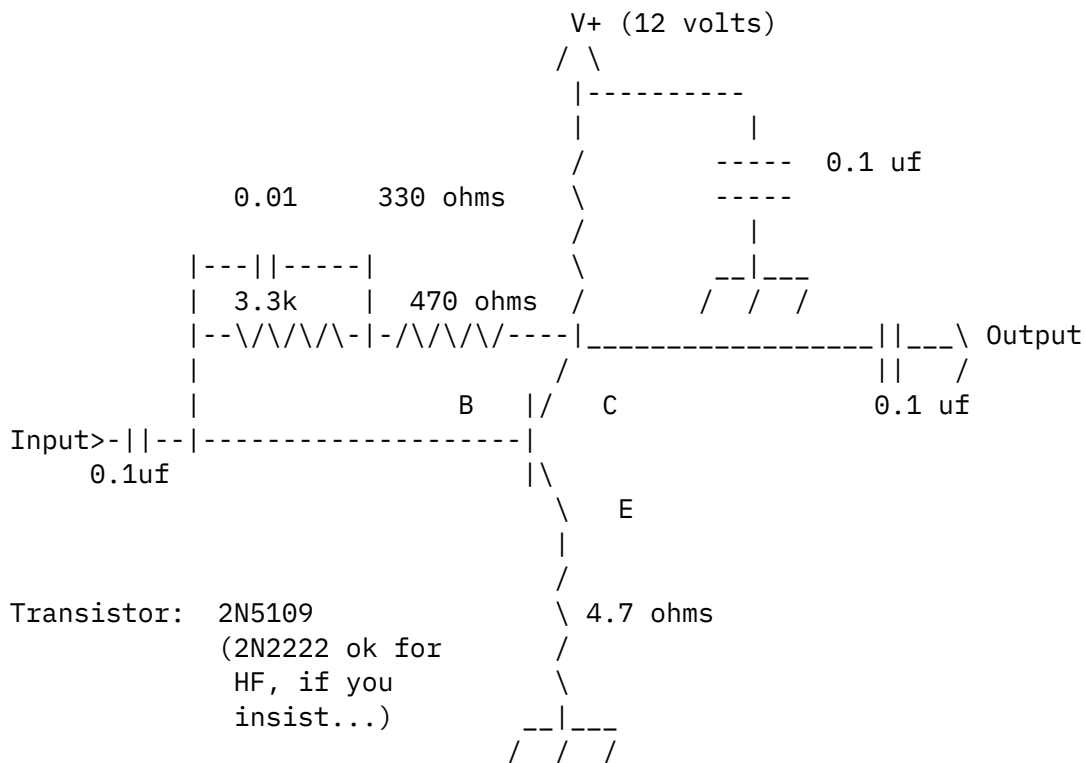 V+ (12 volts)
0.1 uf
0.01 330 ohms
3.3k 470 ohms
Output
B C 0.1 uf
Input>
0.1uf
E
Transistor: 2N5109 4.7 ohms
(2N2222 ok for
HF, if you
insist...)